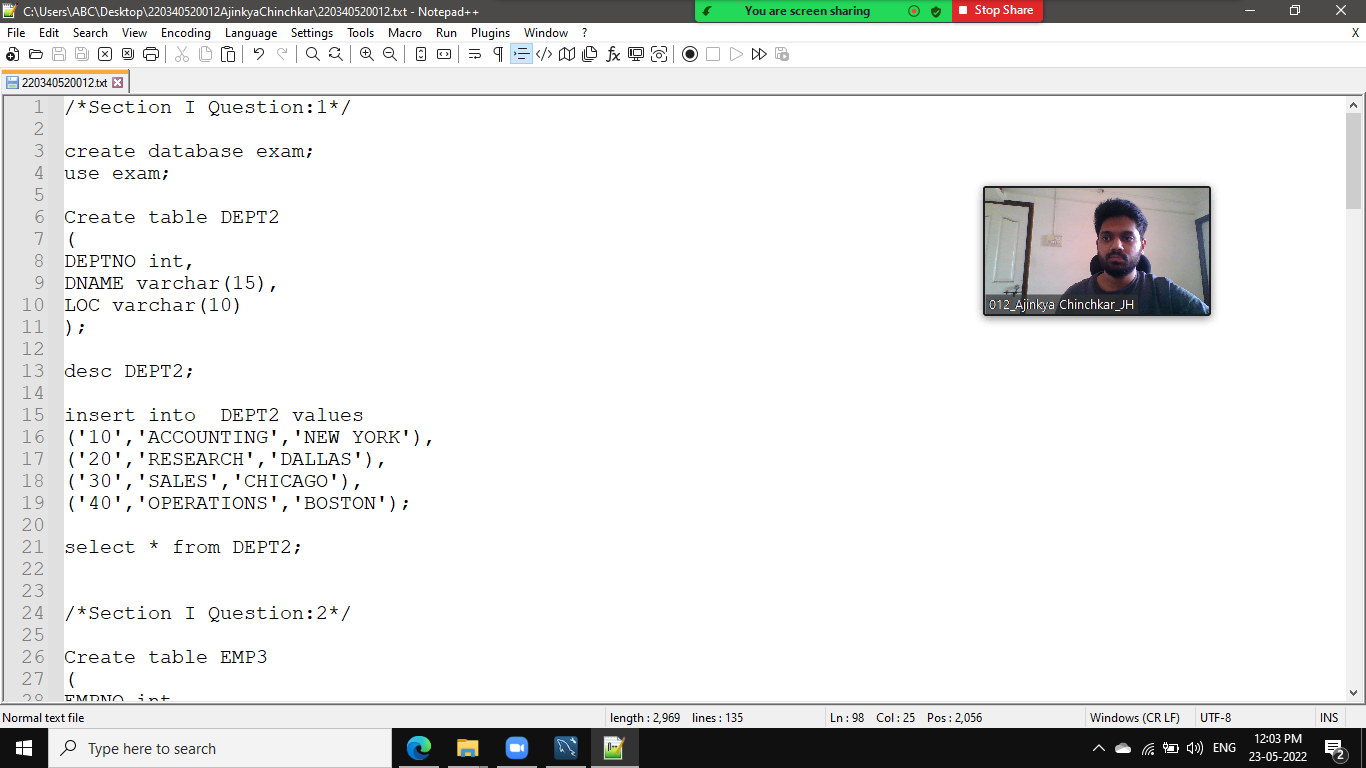 C:\Users\ABC\Desktop\220340520012AjinkyaChinchkar\220340520012.txt - Notepad++
You are screen sharing
Stop Share
File Edit Search View Encoding Language Settings Tools Macro Run Plugins Window ? X
220340520012.txt
1 /*Section I Question:1*/
2
3 create database exam;
4 use exam;
5
6 Create table DEPT2
7 (
8 DEPTNO int,
9 DNAME varchar(15),
10 LOC varchar(10)
11 );
12
13 desc DEPT2;
14
15 insert into  DEPT2 values
16 ('10','ACCOUNTING','NEW YORK'),
17 ('20','RESEARCH','DALLAS'),
18 ('30','SALES','CHICAGO'),
19 ('40','OPERATIONS','BOSTON');
20
21 select * from DEPT2;
22
23
24 /*Section I Question:2*/
25
26 Create table EMP3
27 (
28 EMPNO int
012_Ajinkya Chinchkar_JH
Normal text file length : 2,969 lines : 135 Ln : 98 Col : 25 Pos : 2,056 Windows (CR LF) UTF-8 INS
Type here to search
ENG
12:03 PM
23-05-2022
2